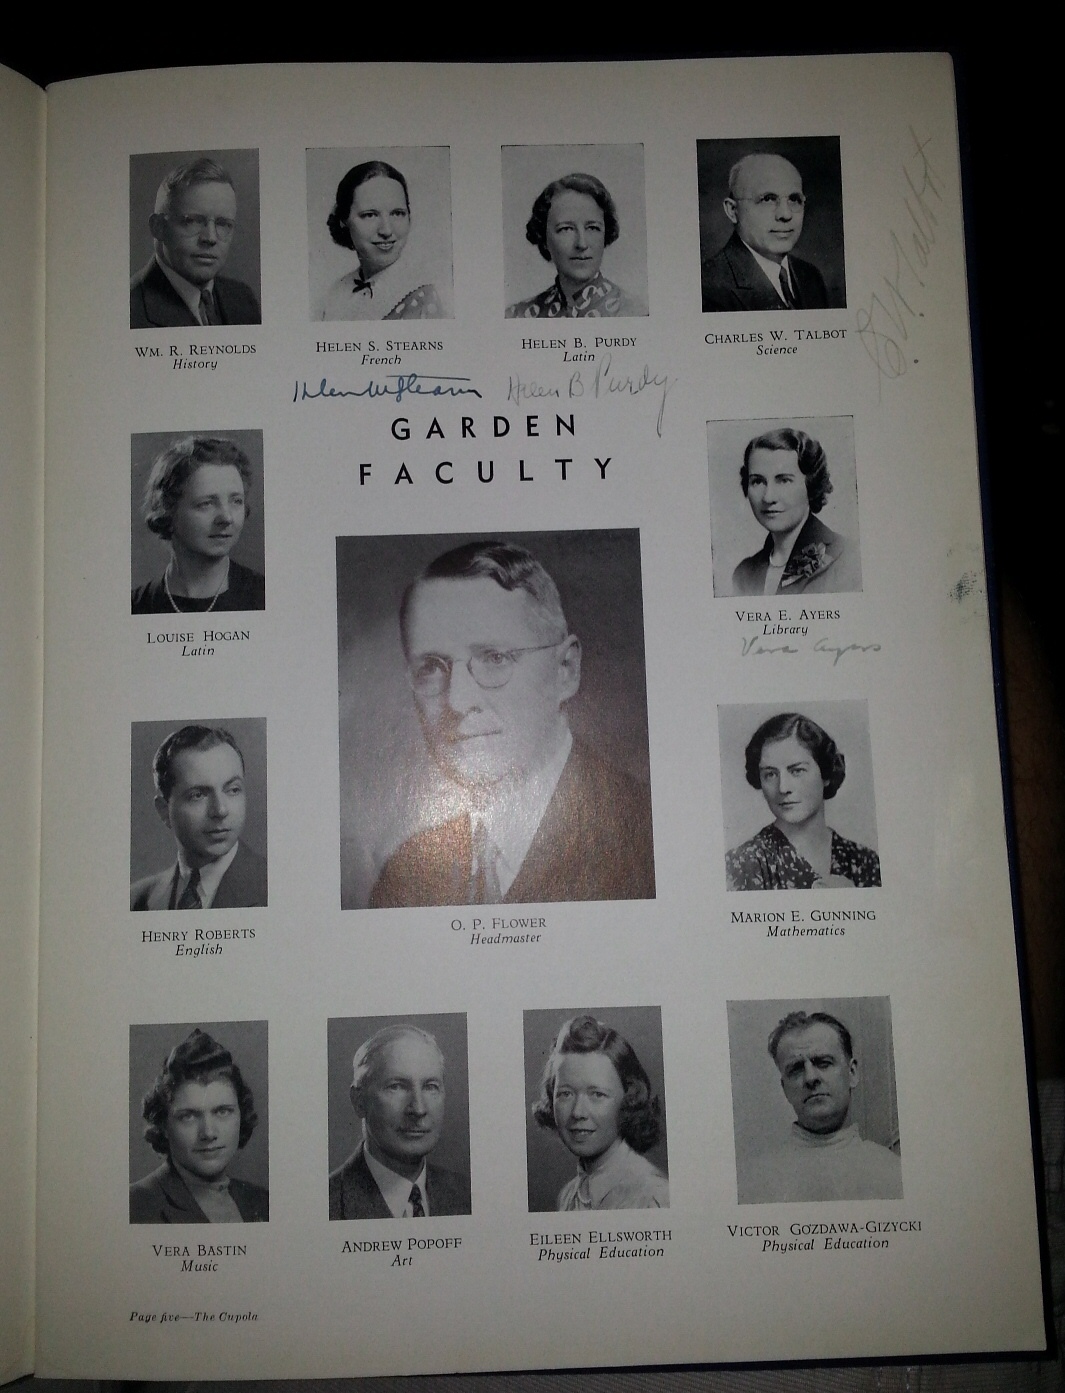 WM. R. REYNOLDS
History
HELEN S. STEARNS
French
HELEN B. PURDY
Latin
CHARLES W. TALBOT
Science
C. W. Talbot
Helen B Purdy
GARDEN
FACULTY
LOUISE HOGAN
Latin
VERA E. AYERS
Library
Vera Ayers
O. P. FLOWER
Headmaster
HENRY ROBERTS
English
MARION E. GUNNING
Mathematics
VERA BASTIN
Music
ANDREW POPOFF
Art
EILEEN ELLSWORTH
Physical Education
VICTOR GOZDAWA-GIZYCKI
Physical Education
Page five—The Cupola